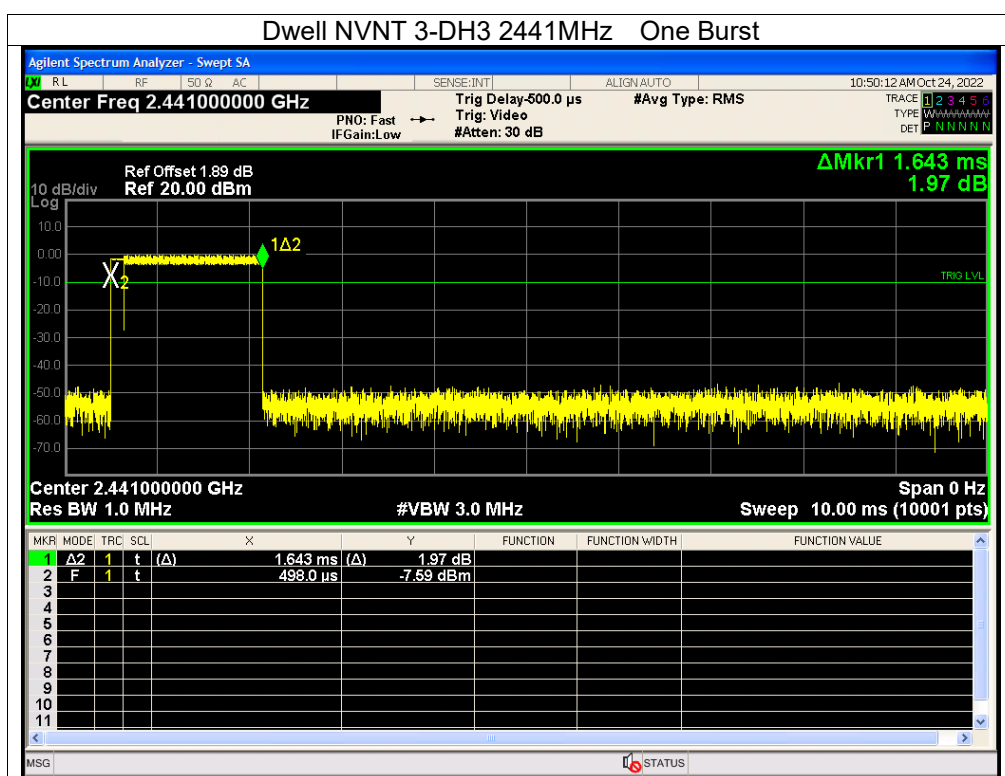 Dwell NVNT 3-DH3 2441MHz One Burst
Agilent Spectrum Analyzer - Swept SA
LXI RL RF 50 Ω AC SENSE:INT ALIGN AUTO 10:50:12 AM Oct 24, 2022
Center Freq 2.441000000 GHz Trig Delay-500.0 µs #Avg Type: RMS TRACE 1 2 3 4 5 6
PNO: Fast Trig: Video TYPE WWWWWW
IFGain:Low #Atten: 30 dB DET P N N N N N
ΔMkr1 1.643 ms
1.97 dB
Ref Offset 1.89 dB
10 dB/div Ref 20.00 dBm
Log
10.0
0.00
1Δ2
-10.0
2
TRIG LVL
-20.0
-30.0
-40.0
-50.0
-60.0
-70.0
Center 2.441000000 GHz Span 0 Hz
Res BW 1.0 MHz #VBW 3.0 MHz Sweep 10.00 ms (10001 pts)
MKR MODE TRC SCL X Y FUNCTION FUNCTION WIDTH FUNCTION VALUE
1 Δ2 1 t (Δ) 1.643 ms (Δ) 1.97 dB
2 F 1 t 498.0 µs -7.59 dBm
3
4
5
6
7
8
9
10
11
MSG STATUS